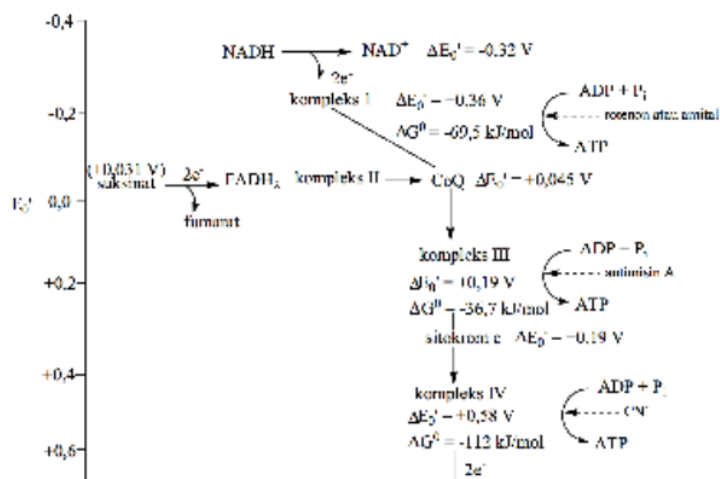 -0,4
NADH NAD⁺ ΔE₀' = -0.32 V
2e⁻
kompleks I ΔE₀' = 0.36 V ADP + Pᵢ
-0,2
ΔG⁰ = -69,5 kJ/mol rotenon atau amital
ATP
(+0,031 V)
suksinat 2e⁻ FADH₂ kompleks II CoQ ΔE₀' = +0,045 V
E₀' 0,0
fumarat
kompleks III ADP + Pᵢ
ΔE₀' = +0,19 V antimisin A
+0,2
ΔG⁰ = -36,7 kJ/mol ATP
sitokrom c ΔE₀' = 0.19 V
+0,4
kompleks IV ADP + Pᵢ
ΔE₀' = +0,58 V CN⁻
ΔG⁰ = -112 kJ/mol ATP
+0,6
2e⁻